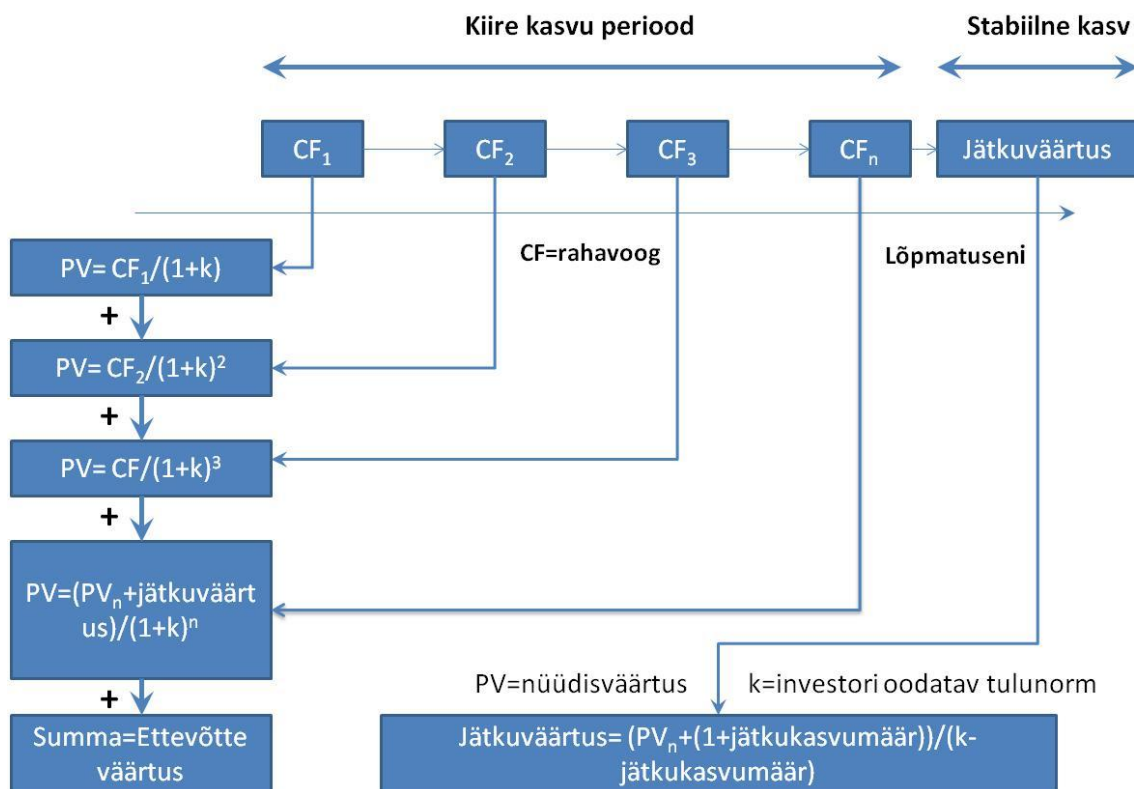 Kiire kasvu periood
Stabiilne kasv
CF₁
CF₂
CF₃
CFₙ
Jätkuväärtus
CF=rahavoog
Lõpmatuseni
PV= CF₁/(1+k)
+
PV= CF₂/(1+k)²
+
PV= CF/(1+k)³
+
PV=(PVₙ+jätkuväärt
us)/(1+k)ⁿ
+
PV=nüüdisväärtus
k=investori oodatav tulunorm
Summa=Ettevõtte
väärtus
Jätkuväärtus= (PVₙ+(1+jätkukasvumäär))/(k-
jätkukasvumäär)